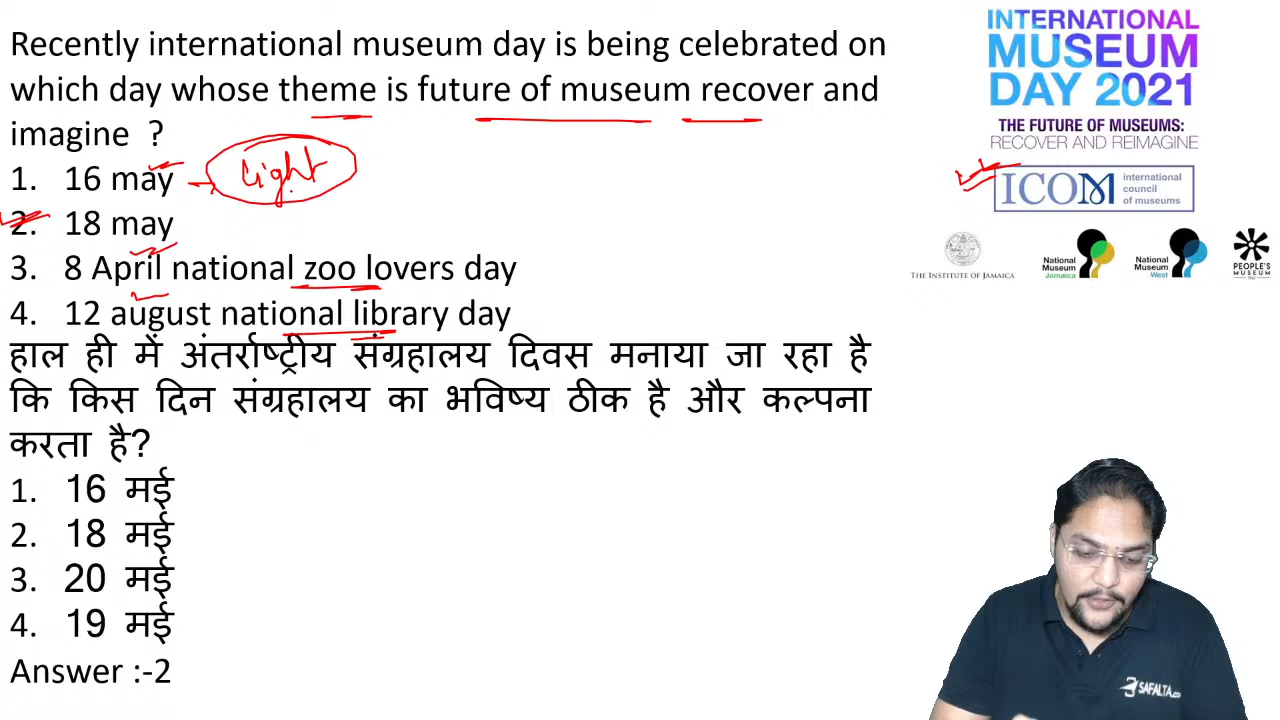 Recently international museum day is being celebrated on
which day whose theme is future of museum recover and
imagine ?
1. 16 may
light
2. 18 may
3. 8 April national zoo lovers day
4. 12 august national library day
हाल ही में अंतर्राष्ट्रीय संग्रहालय दिवस मनाया जा रहा है
कि किस दिन संग्रहालय का भविष्य ठीक है और कल्पना
करता है?
1. 16 मई
2. 18 मई
3. 20 मई
4. 19 मई
Answer :-2
INTERNATIONAL
MUSEUM
DAY 2021
THE FUTURE OF MUSEUMS:
RECOVER AND REIMAGINE
ICOM international
council
of museums
THE INSTITUTE OF JAMAICA
National
Museum
Jamaica
National
Museum
West
PEOPLE'S
MUSEUM
SAFALTA.com